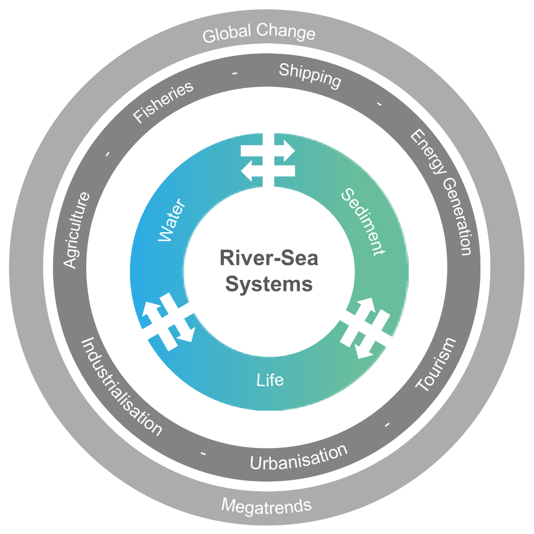 Global Change
Fisheries - Shipping - Energy Generation
Tourism - Urbanisation - Industrialisation
Agriculture -
Water
Sediment
Life
River-Sea
Systems
Megatrends